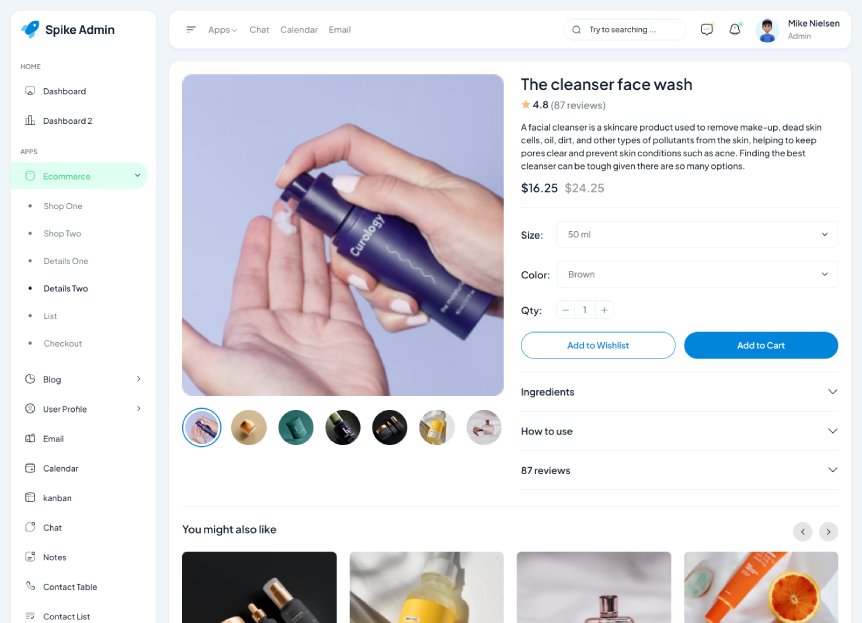 Spike Admin
HOME
Dashboard
Dashboard 2
APPS
Ecommerce
Shop One
Shop Two
Details One
Details Two
List
Checkout
Blog
User Profile
Email
Calendar
kanban
Chat
Notes
Contact Table
Contact List
Apps
Chat
Calendar
Email
Try to searching ...
Mike Nielsen
Admin
Curology
the moisturizer
The cleanser face wash
4.8 (87 reviews)
A facial cleanser is a skincare product used to remove make-up, dead skin
cells, oil, dirt, and other types of pollutants from the skin, helping to keep
pores clear and prevent skin conditions such as acne. Finding the best
cleanser can be tough given there are so many options.
$16.25 $24.25
Size:
50 ml
Color:
Brown
Qty:
− 1 +
Add to Wishlist
Add to Cart
Ingredients
How to use
87 reviews
You might also like